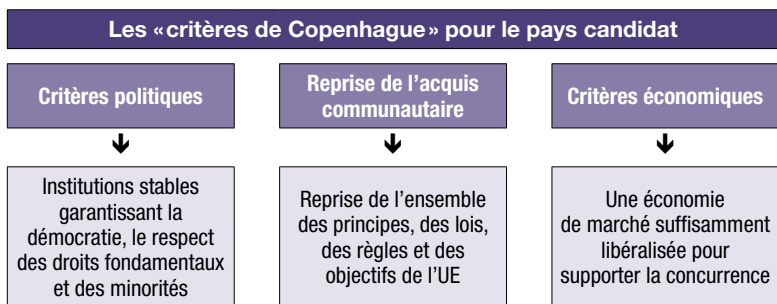 Les «critères de Copenhague» pour le pays candidat
Critères politiques
Institutions stables
garantissant la
démocratie, le respect
des droits fondamentaux
et des minorités
Reprise de l'acquis
communautaire
Reprise de l'ensemble
des principes, des lois,
des règles et des
objectifs de l'UE
Critères économiques
Une économie
de marché suffisamment
libéralisée pour
supporter la concurrence